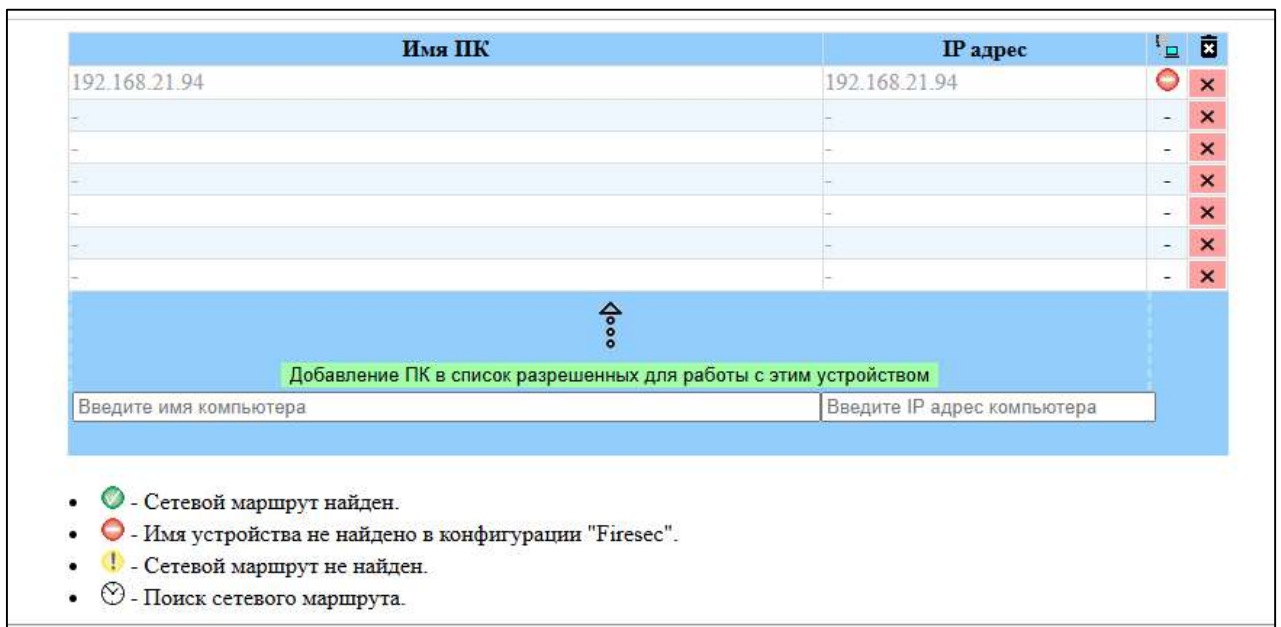 Имя ПК IP адрес
192.168.21.94 192.168.21.94 ×
- - - ×
- - - ×
- - - ×
- - - ×
- - - ×
- - - ×
Добавление ПК в список разрешенных для работы с этим устройством
Введите имя компьютера Введите IP адрес компьютера
- Сетевой маршрут найден.
- Имя устройства не найдено в конфигурации "Firesec".
- Сетевой маршрут не найден.
- Поиск сетевого маршрута.